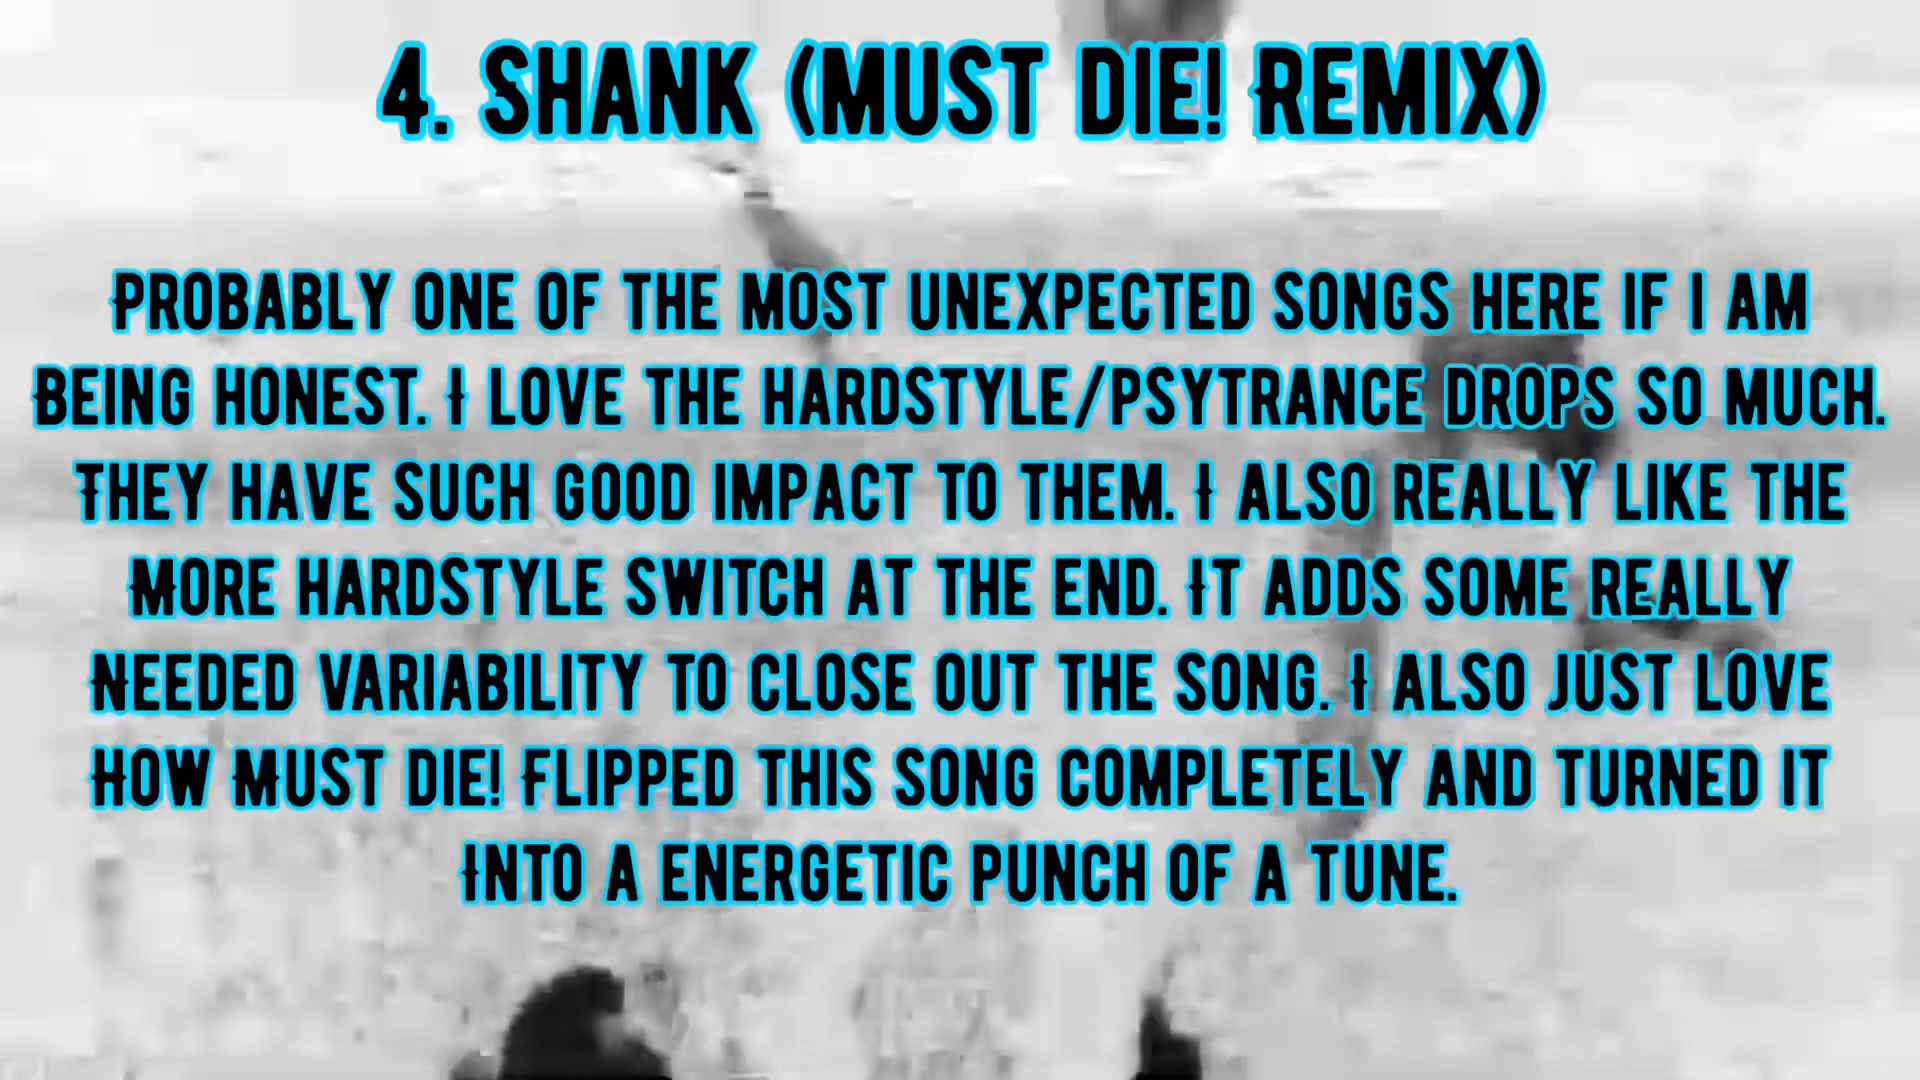 4. Shank (MUST DIE! Remix)
Probably one of the most unexpected songs here if i am
being honest. I love the hardstyle/psytrance drops so much.
They have such good impact to them. I also really like the
more hardstyle switch at the end. It adds some really
needed variability to close out the song. I also just love
how MUST DIE! flipped this song completely and turned it
into a energetic punch of a tune.